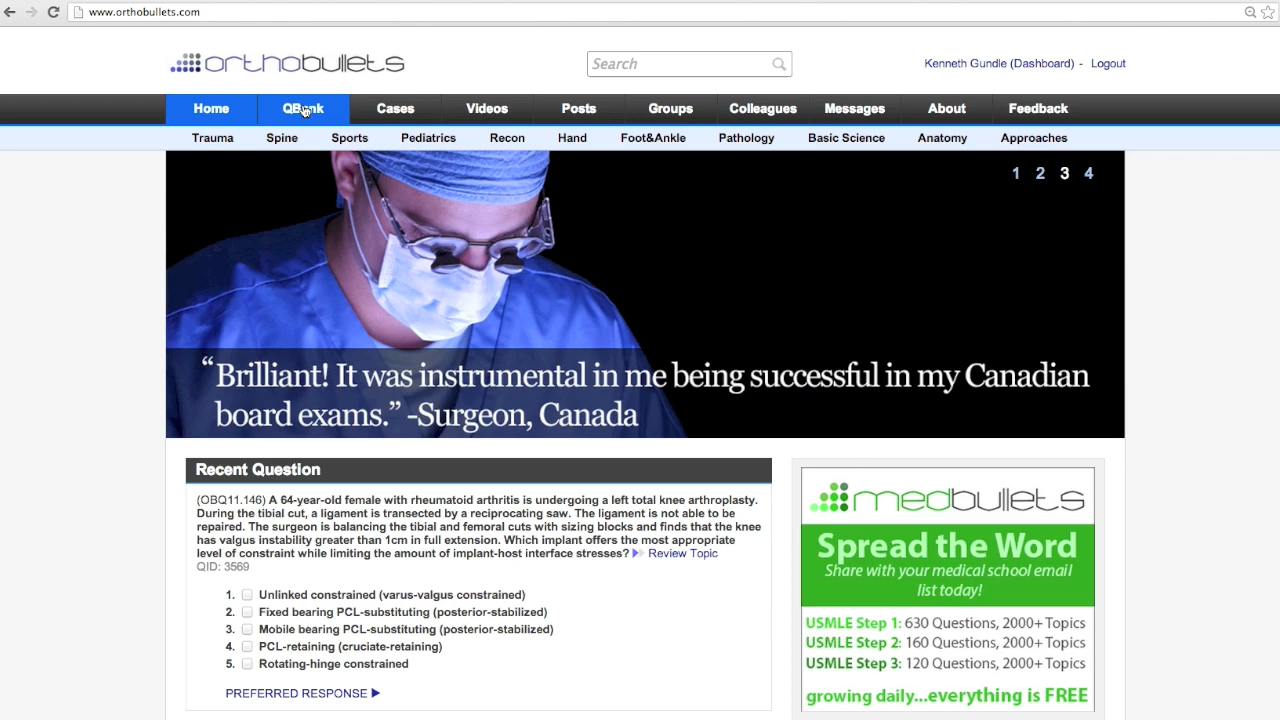 www.orthobullets.com
orthobullets
Search
Kenneth Gundle (Dashboard) - Logout
Home QBank Cases Videos Posts Groups Colleagues Messages About Feedback
Trauma Spine Sports Pediatrics Recon Hand Foot&Ankle Pathology Basic Science Anatomy Approaches
1 2 3 4
“Brilliant! It was instrumental in me being successful in my Canadian
board exams.” -Surgeon, Canada
Recent Question
(OBQ11.146) A 64-year-old female with rheumatoid arthritis is undergoing a left total knee arthroplasty.
During the tibial cut, a ligament is transected by a reciprocating saw. The ligament is not able to be
repaired. The surgeon is balancing the tibial and femoral cuts with sizing blocks and finds that the knee
has valgus instability greater than 1cm in full extension. Which implant offers the most appropriate
level of constraint while limiting the amount of implant-host interface stresses? Review Topic
QID: 3569
1. Unlinked constrained (varus-valgus constrained)
2. Fixed bearing PCL-substituting (posterior-stabilized)
3. Mobile bearing PCL-substituting (posterior-stabilized)
4. PCL-retaining (cruciate-retaining)
5. Rotating-hinge constrained
PREFERRED RESPONSE
medbullets
Spread the Word
Share with your medical school email
list today!
USMLE Step 1: 630 Questions, 2000+ Topics
USMLE Step 2: 160 Questions, 2000+ Topics
USMLE Step 3: 120 Questions, 2000+ Topics
growing daily...everything is FREE